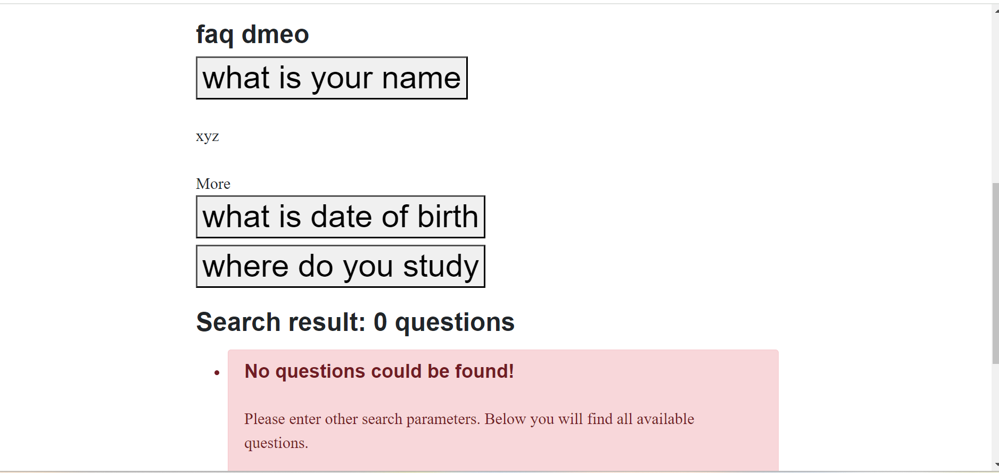 faq dmeo
what is your name
xyz
More
what is date of birth
where do you study
Search result: 0 questions
No questions could be found!
Please enter other search parameters. Below you will find all available
questions.